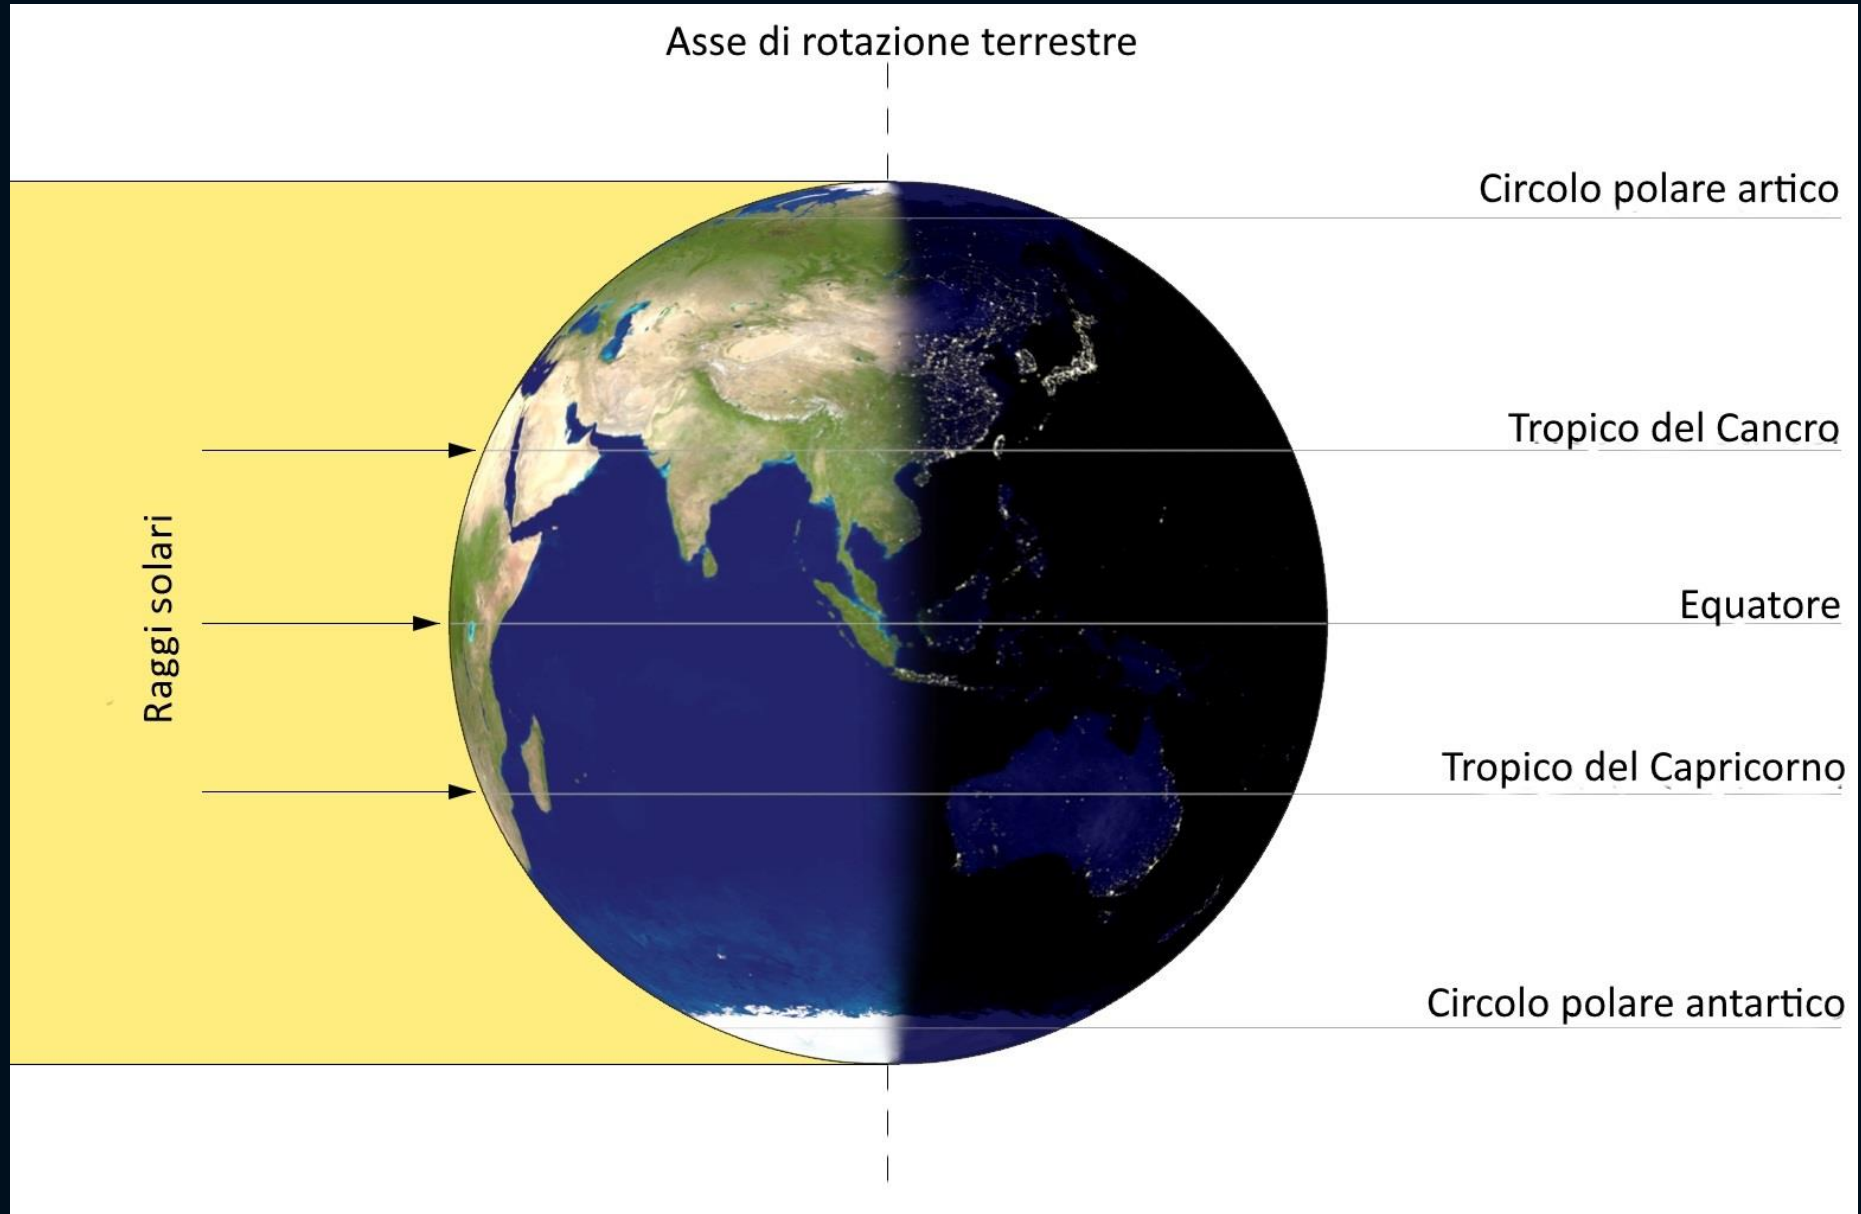 Asse di rotazione terrestre
Circolo polare artico
Tropico del Cancro
Raggi solari
Equatore
Tropico del Capricorno
Circolo polare antartico